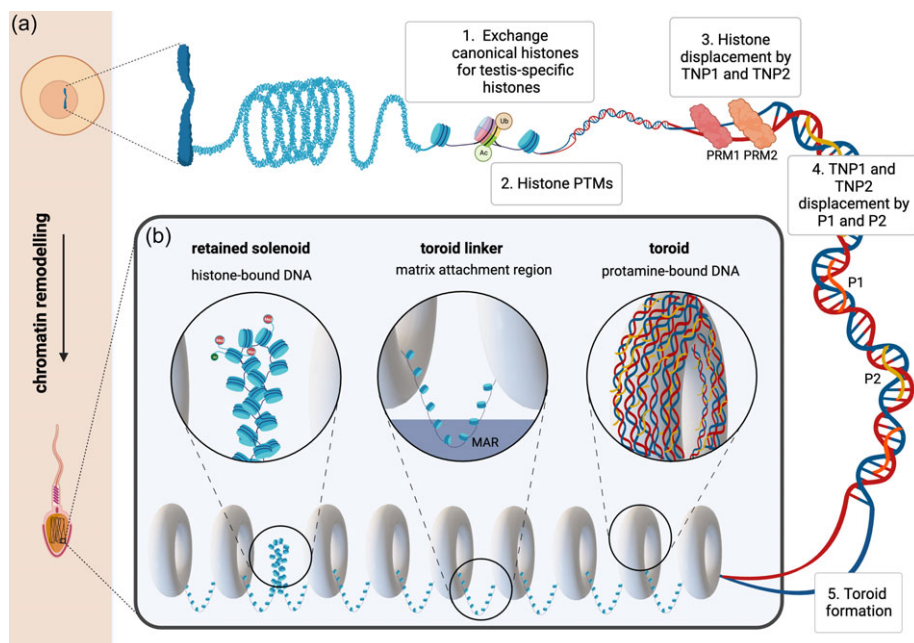 (a)
1. Exchange
canonical histones
for testis-specific
histones
3. Histone
displacement by
TNP1 and TNP2
Ub
Ac
PRM1 PRM2
2. Histone PTMs
4. TNP1 and
TNP2
displacement by
P1 and P2
chromatin remodelling
(b)
retained solenoid
histone-bound DNA
toroid linker
matrix attachment region
toroid
protamine-bound DNA
MAR
P1
P2
5. Toroid
formation